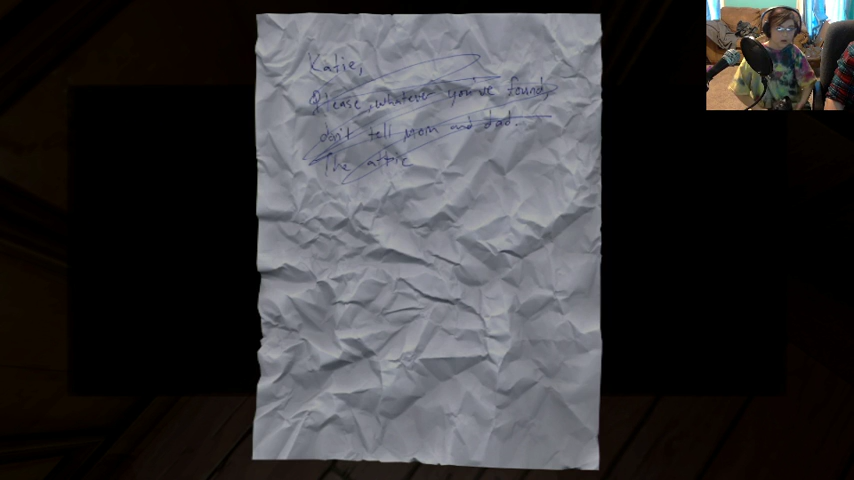 Katie,
Please, whatever you've found,
don't tell Mom and dad.
The attic